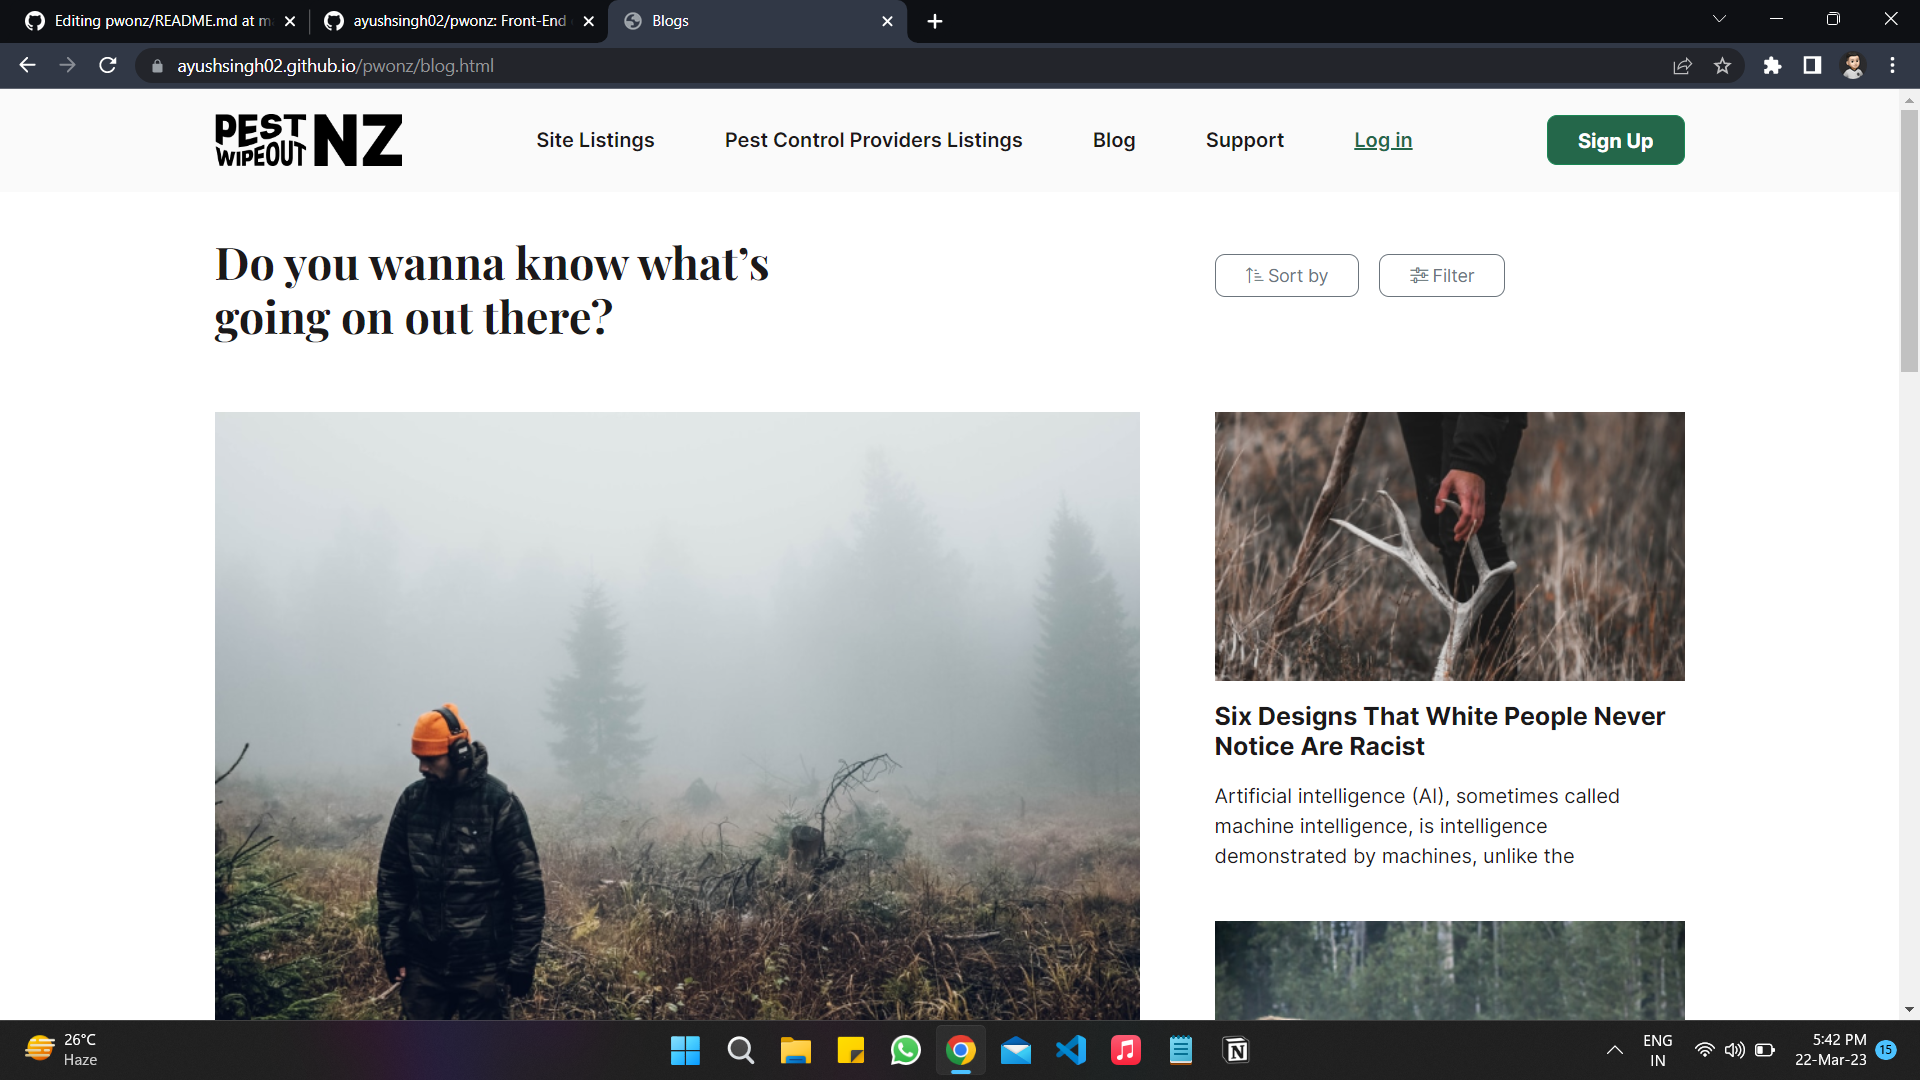 Editing pwonz/README.md at m
ayushsingh02/pwonz: Front-End
Blogs
ayushsingh02.github.io/pwonz/blog.html
PEST
WIPEOUT
NZ
Site Listings
Pest Control Providers Listings
Blog
Support
Log in
Sign Up
Do you wanna know what’s
going on out there?
Sort by
Filter
Six Designs That White People Never
Notice Are Racist
Artificial intelligence (AI), sometimes called
machine intelligence, is intelligence
demonstrated by machines, unlike the
26°C
Haze
ENG
IN
5:42 PM
22-Mar-23
15